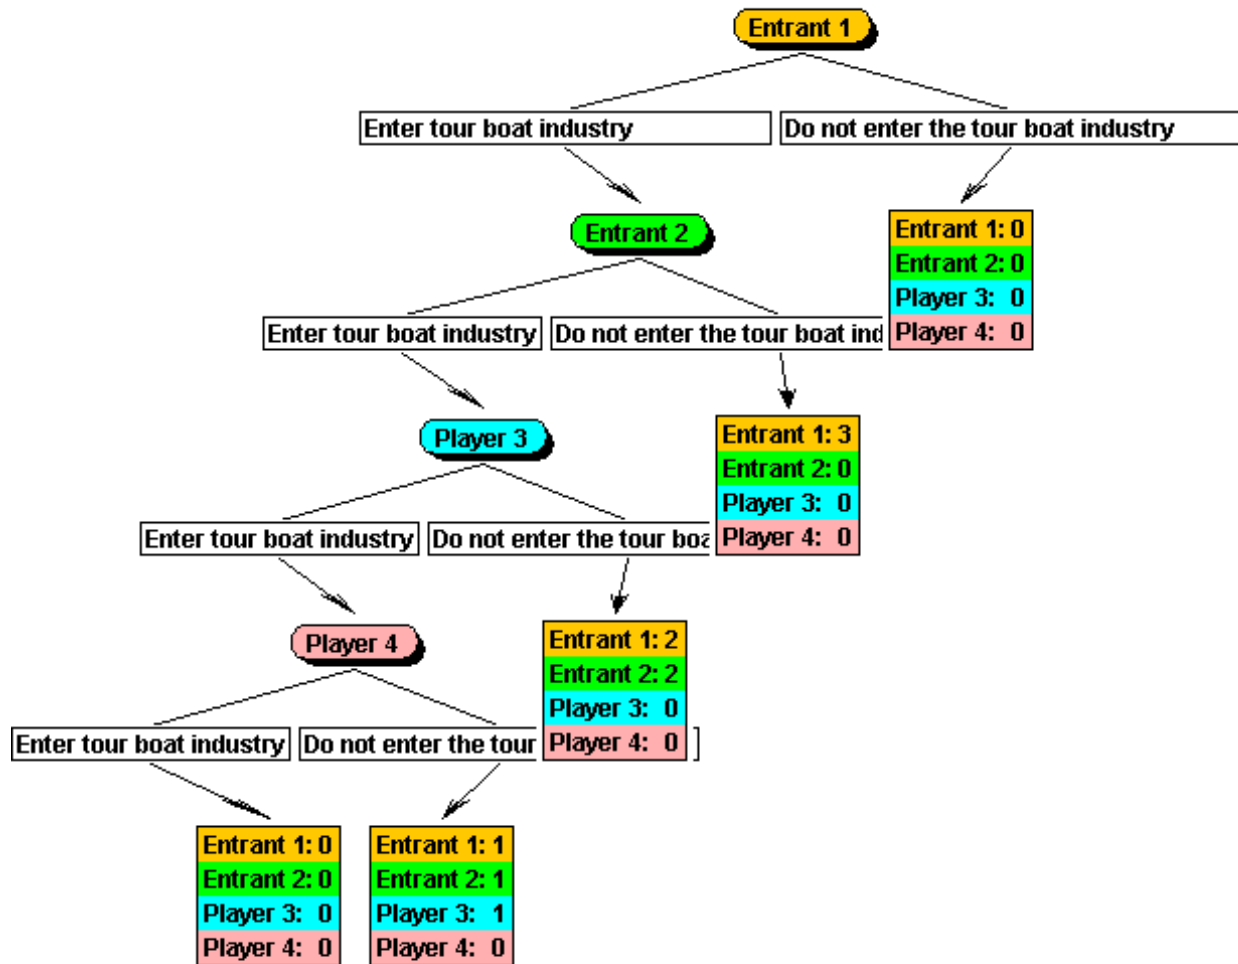 Entrant 1
Enter tour boat industry
Do not enter the tour boat industry
Entrant 2
Entrant 1: 0
Entrant 2: 0
Player 3: 0
Player 4: 0
Enter tour boat industry
Do not enter the tour boat ind
Player 3
Entrant 1: 3
Entrant 2: 0
Player 3: 0
Player 4: 0
Enter tour boat industry
Do not enter the tour boa
Player 4
Entrant 1: 2
Entrant 2: 2
Player 3: 0
Player 4: 0
Enter tour boat industry
Do not enter the tour
Entrant 1: 0
Entrant 2: 0
Player 3: 0
Player 4: 0
Entrant 1: 1
Entrant 2: 1
Player 3: 1
Player 4: 0